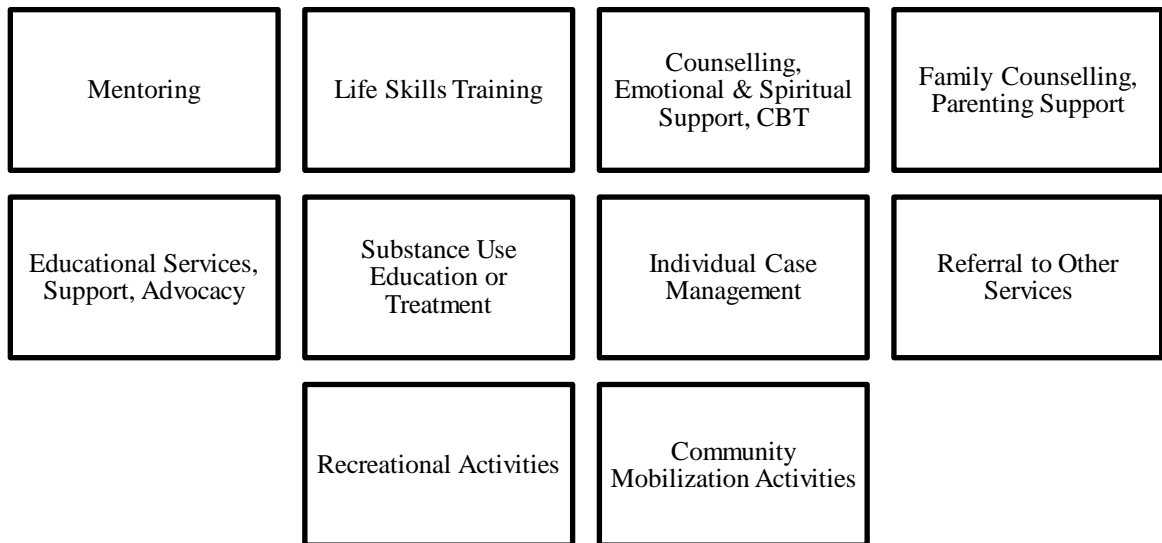 Mentoring
Life Skills Training
Counselling,
Emotional & Spiritual
Support, CBT
Family Counselling,
Parenting Support
Educational Services,
Support, Advocacy
Substance Use
Education or
Treatment
Individual Case
Management
Referral to Other
Services
Recreational Activities
Community
Mobilization Activities